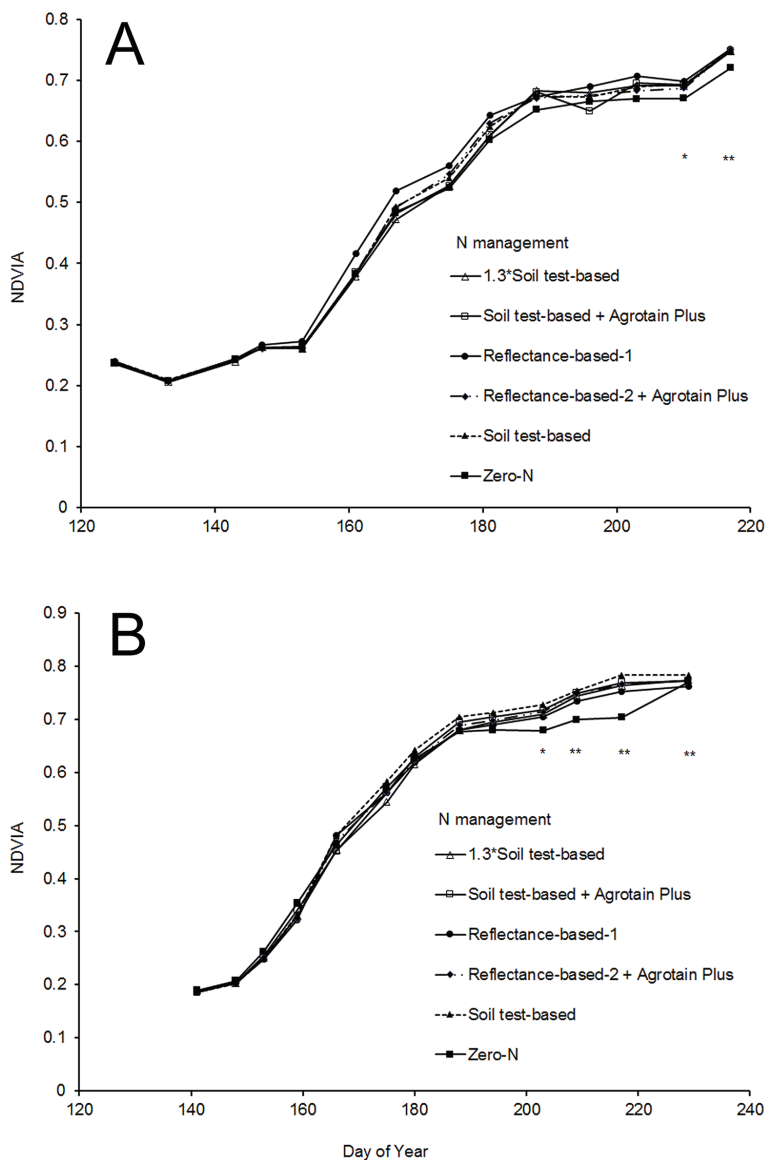 A
0.8
0.7
0.6
0.5
0.4
0.3
0.2
0.1
0
NDVIA
120 140 160 180 200 220
* **
N management
1.3*Soil test-based
Soil test-based + Agrotain Plus
Reflectance-based-1
Reflectance-based-2 + Agrotain Plus
Soil test-based
Zero-N
B
0.9
0.8
0.7
0.6
0.5
0.4
0.3
0.2
0.1
0
NDVIA
120 140 160 180 200 220 240
* ** ** **
N management
1.3*Soil test-based
Soil test-based + Agrotain Plus
Reflectance-based-1
Reflectance-based-2 + Agrotain Plus
Soil test-based
Zero-N
Day of Year